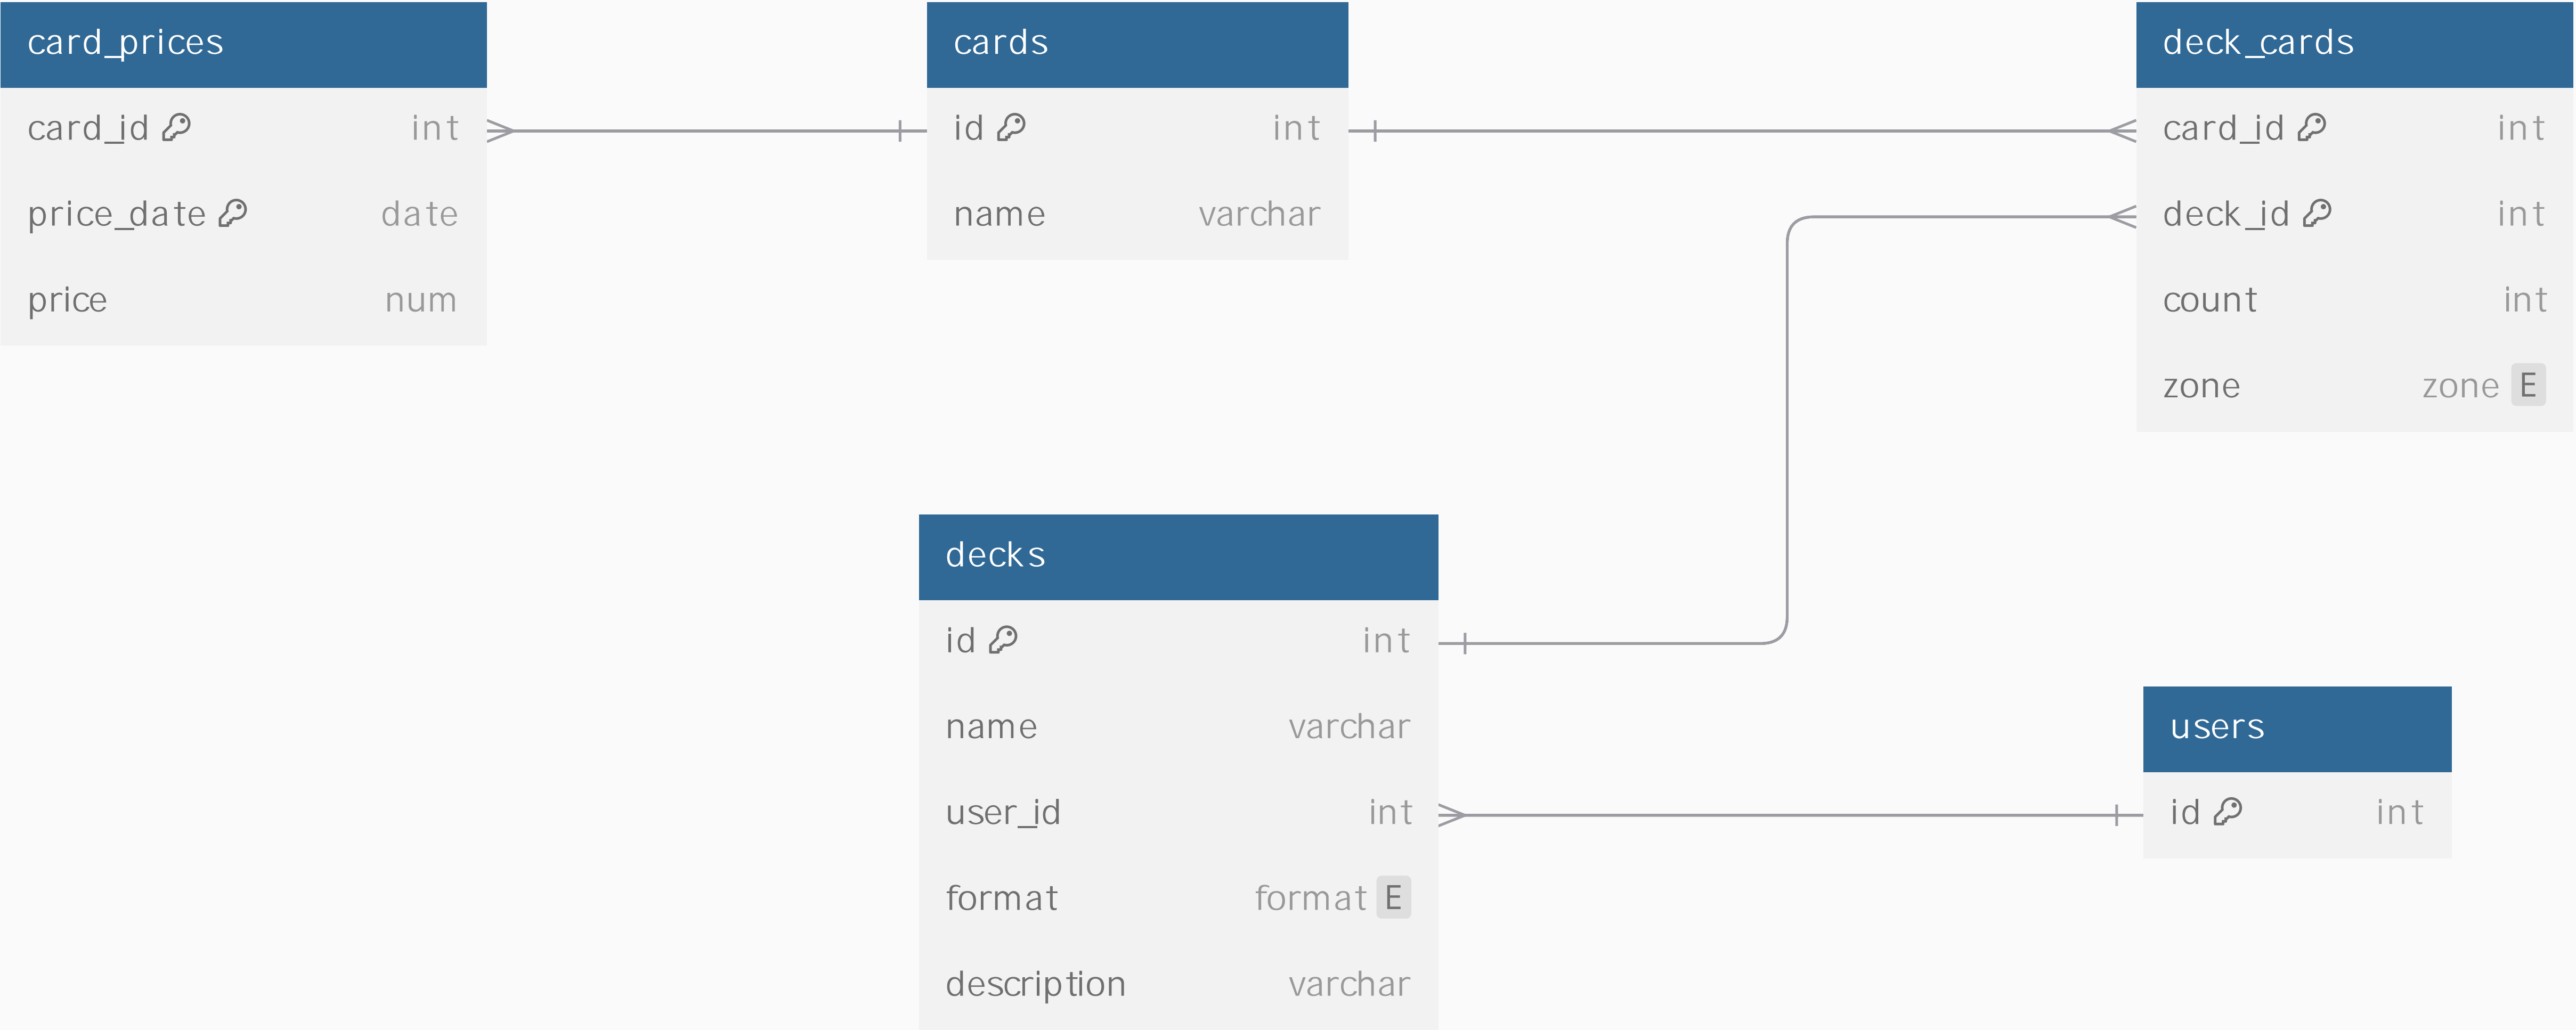 card_prices
card_id int
price_date date
price num
cards
id int
name varchar
deck_cards
card_id int
deck_id int
count int
zone zone E
decks
id int
name varchar
user_id int
format format E
description varchar
users
id int